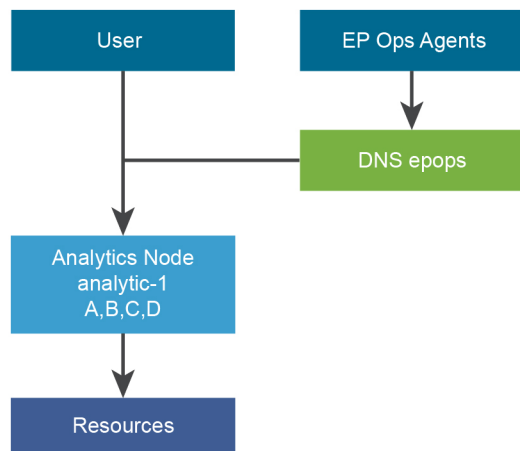 User
EP Ops Agents
DNS epops
Analytics Node
analytic-1
A,B,C,D
Resources